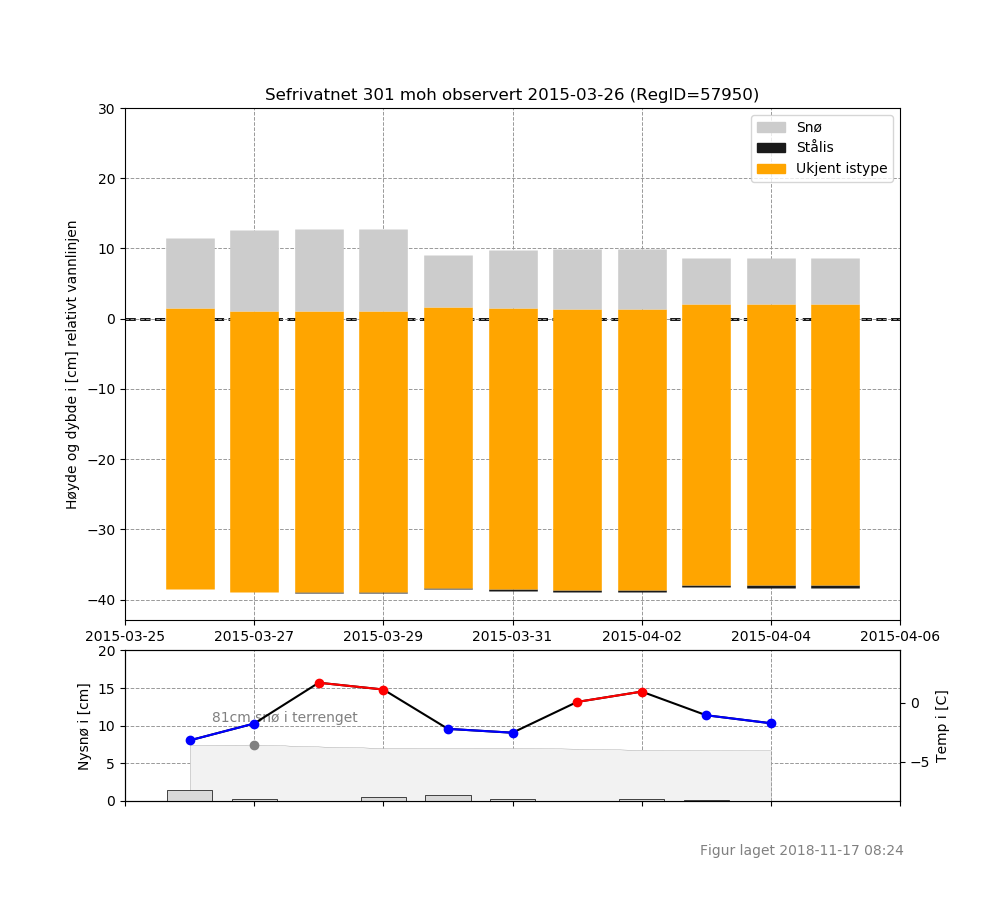 Sefrivatnet 301 moh observert 2015-03-26 (RegID=57950)
30
20
10
0
−10
−20
−30
−40
Høyde og dybde i [cm] relativt vannlinjen
Snø
Stålis
Ukjent istype
2015-03-25 2015-03-27 2015-03-29 2015-03-31 2015-04-02 2015-04-04 2015-04-06
20
15
10
5
0
Nysnø i [cm]
81cm snø i terrenget
0
−5
Temp i [C]
Figur laget 2018-11-17 08:24